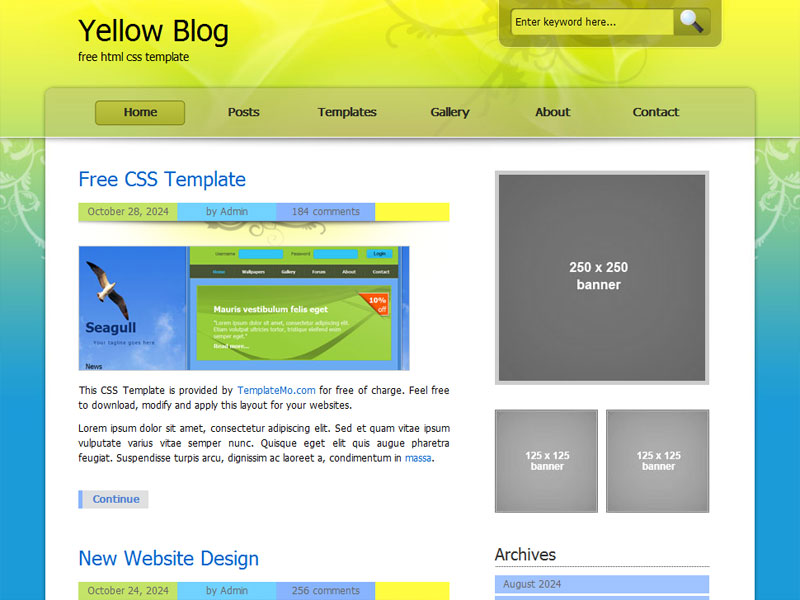 Yellow Blog
free html css template
Enter keyword here...
Home Posts Templates Gallery About Contact
Free CSS Template
October 28, 2024 by Admin 184 comments
Username Password Login
Home Wallpapers Gallery Forum About Contact
Seagull
Your tagline goes here
News
Mauris vestibulum felis eget
10%
off
"Lorem ipsum dolor sit amet, consectetur adipiscing elit.
Etiam volutpat ultrices tortor, tristique eleifend sem
semper eget."
Read more...
This CSS Template is provided by TemplateMo.com for free of charge. Feel free
to download, modify and apply this layout for your websites.
Lorem ipsum dolor sit amet, consectetur adipiscing elit. Sed et quam vitae ipsum
vulputate varius vitae semper nunc. Quisque eget elit quis augue pharetra
feugiat. Suspendisse turpis arcu, dignissim ac laoreet a, condimentum in massa.
Continue
New Website Design
October 24, 2024 by Admin 256 comments
250 x 250
banner
125 x 125
banner
125 x 125
banner
Archives
August 2024